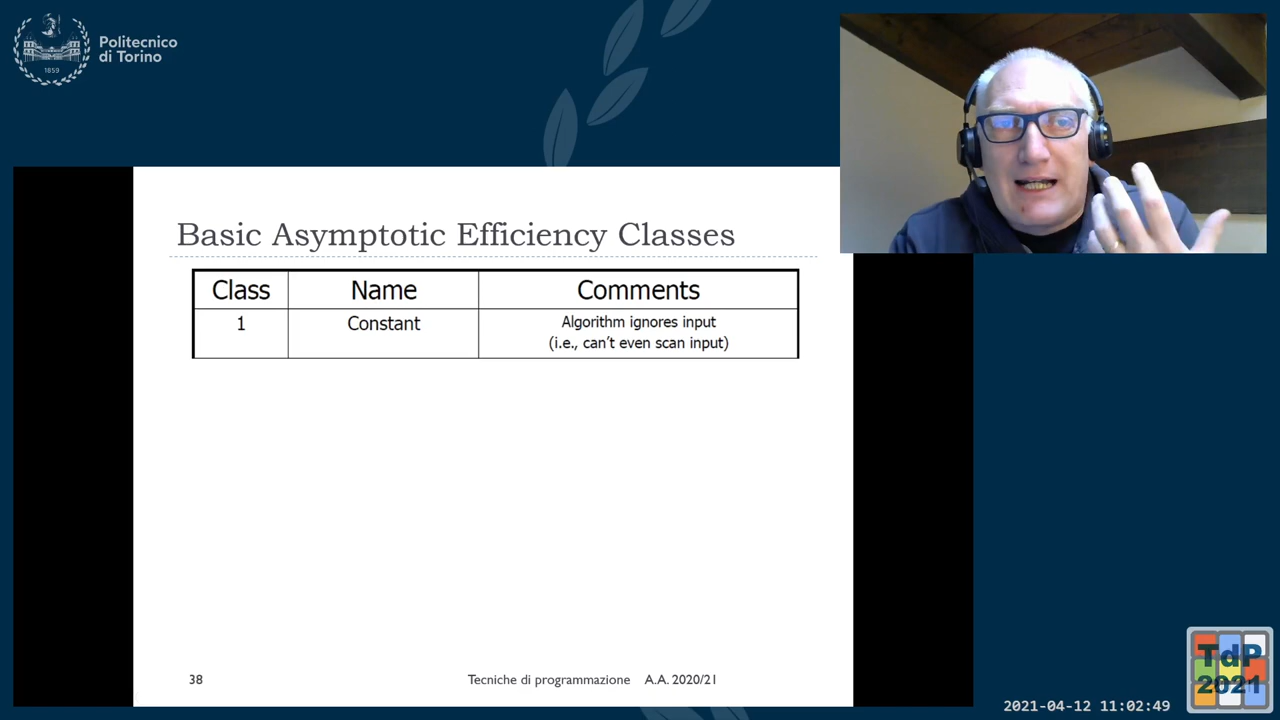 Politecnico
di Torino
1859
Basic Asymptotic Efficiency Classes
Class Name Comments
1 Constant Algorithm ignores input
(i.e., can't even scan input)
38 Tecniche di programmazione A.A. 2020/21
TdP
2021
2021-04-12 11:02:49